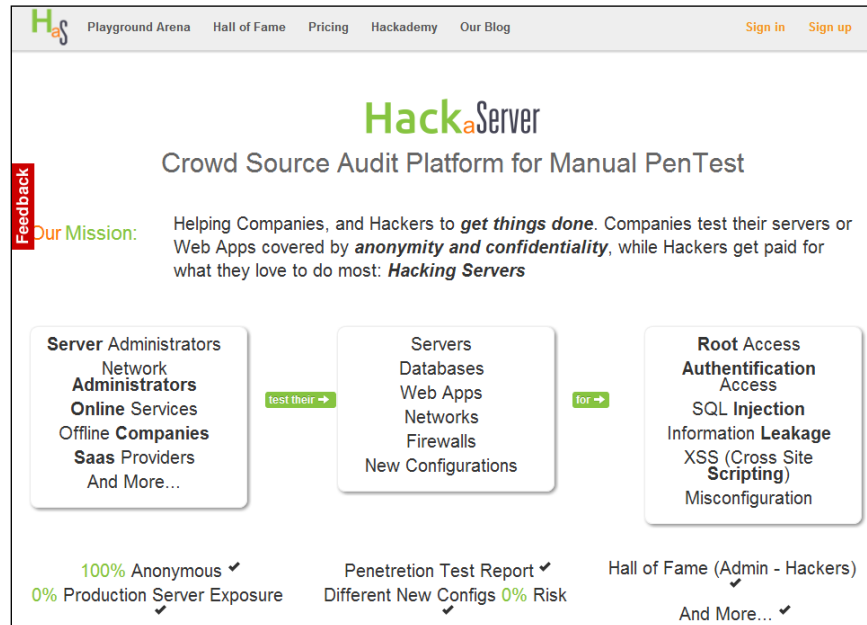 HaS Playground Arena Hall of Fame Pricing Hackademy Our Blog Sign in Sign up
HackaServer
Crowd Source Audit Platform for Manual PenTest
Feedback
Our Mission:
Helping Companies, and Hackers to get things done. Companies test their servers or
Web Apps covered by anonymity and confidentiality, while Hackers get paid for
what they love to do most: Hacking Servers
Server Administrators
Network
Administrators
Online Services
Offline Companies
Saas Providers
And More...
test their →
Servers
Databases
Web Apps
Networks
Firewalls
New Configurations
for →
Root Access
Authentification
Access
SQL Injection
Information Leakage
XSS (Cross Site
Scripting)
Misconfiguration
100% Anonymous ✔
0% Production Server Exposure
✔
Penetretion Test Report ✔
Different New Configs 0% Risk
✔
Hall of Fame (Admin - Hackers)
✔
And More... ✔